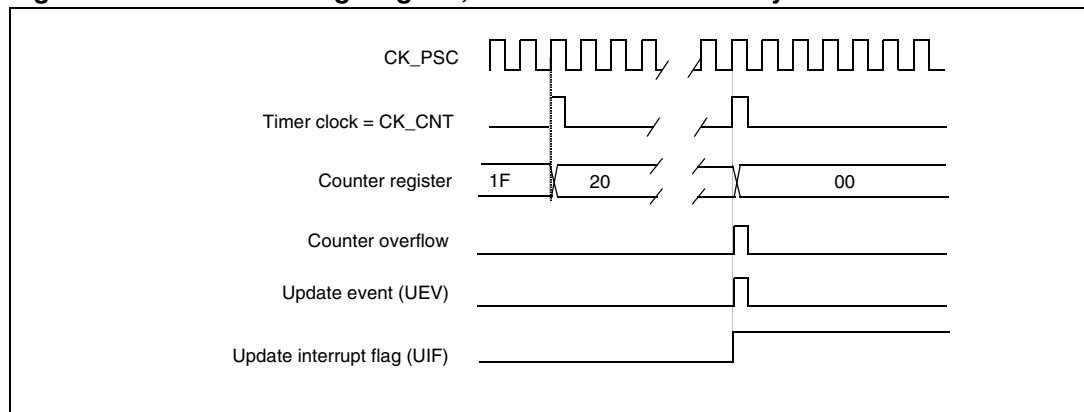 CK_PSC
Timer clock = CK_CNT
Counter register 1F 20 00
Counter overflow
Update event (UEV)
Update interrupt flag (UIF)